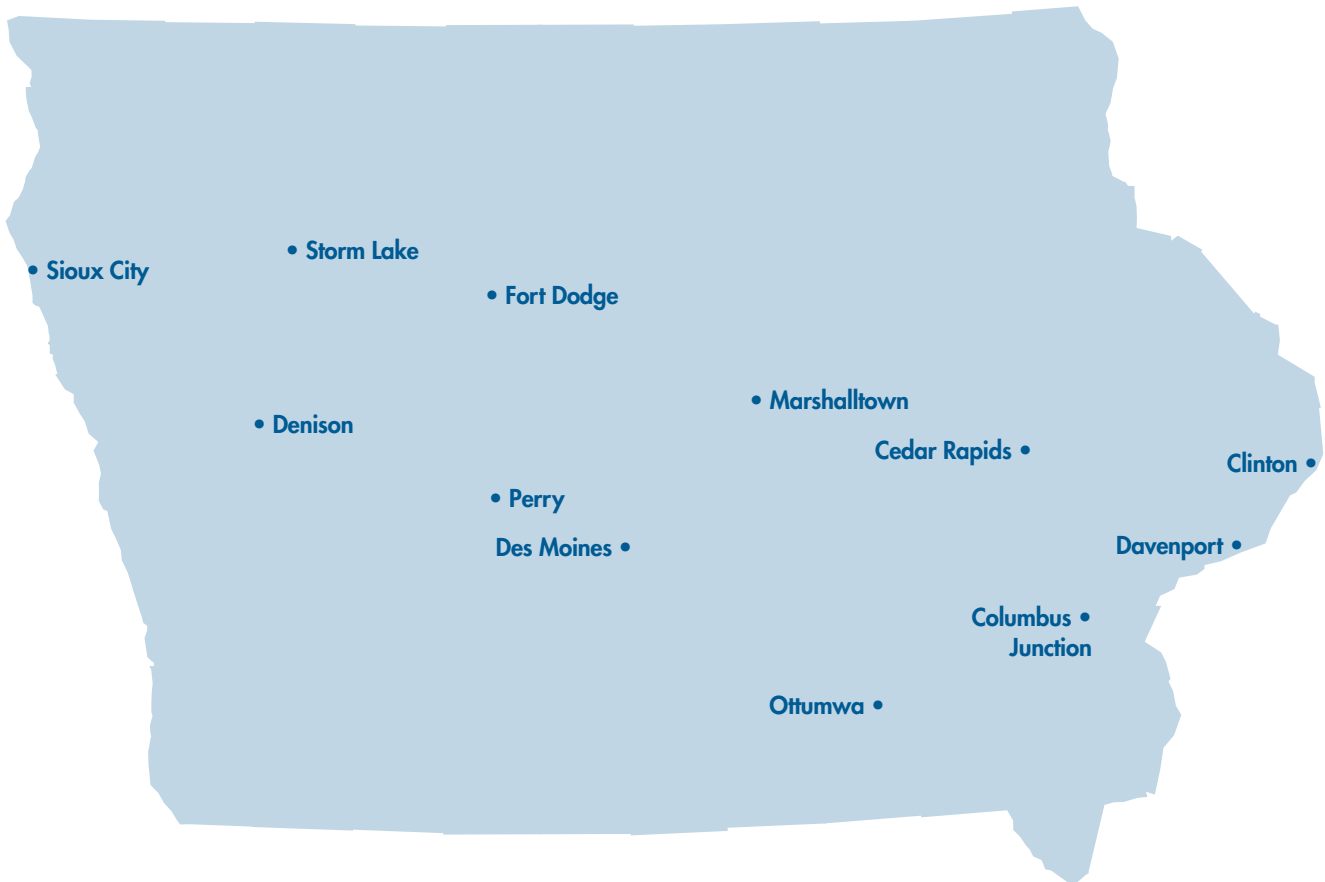 Storm Lake
Sioux City
Fort Dodge
Marshalltown
Denison
Cedar Rapids
Clinton
Perry
Des Moines
Davenport
Columbus
Junction
Ottumwa